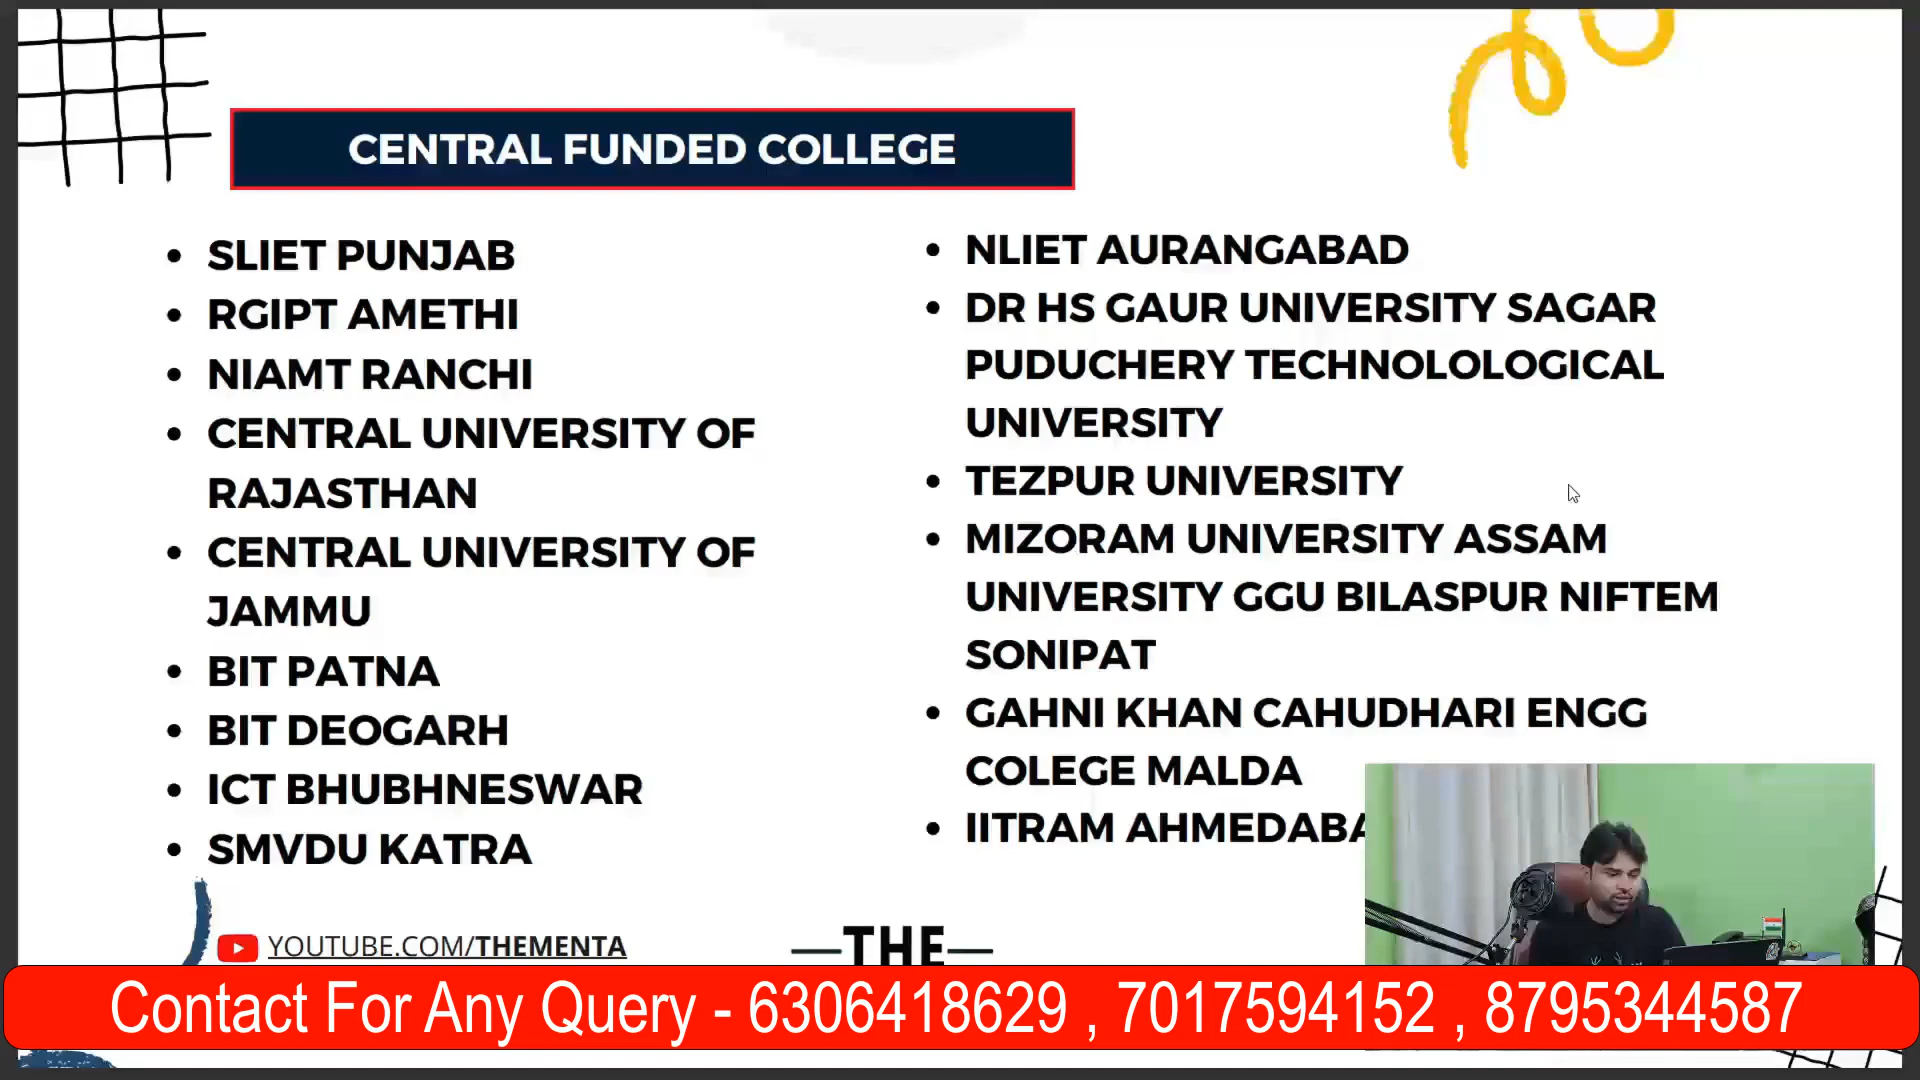 CENTRAL FUNDED COLLEGE
SLIET PUNJAB
RGIPT AMETHI
NIAMT RANCHI
CENTRAL UNIVERSITY OF
RAJASTHAN
CENTRAL UNIVERSITY OF
JAMMU
BIT PATNA
BIT DEOGARH
ICT BHUBHNESWAR
SMVDU KATRA
NLIET AURANGABAD
DR HS GAUR UNIVERSITY SAGAR
PUDUCHERY TECHNOLOLOGICAL
UNIVERSITY
TEZPUR UNIVERSITY
MIZORAM UNIVERSITY ASSAM
UNIVERSITY GGU BILASPUR NIFTEM
SONIPAT
GAHNI KHAN CAHUDHARI ENGG
COLEGE MALDA
IITRAM AHMEDABA
YOUTUBE.COM/THEMENTA
THE
Contact For Any Query - 6306418629 , 7017594152 , 8795344587